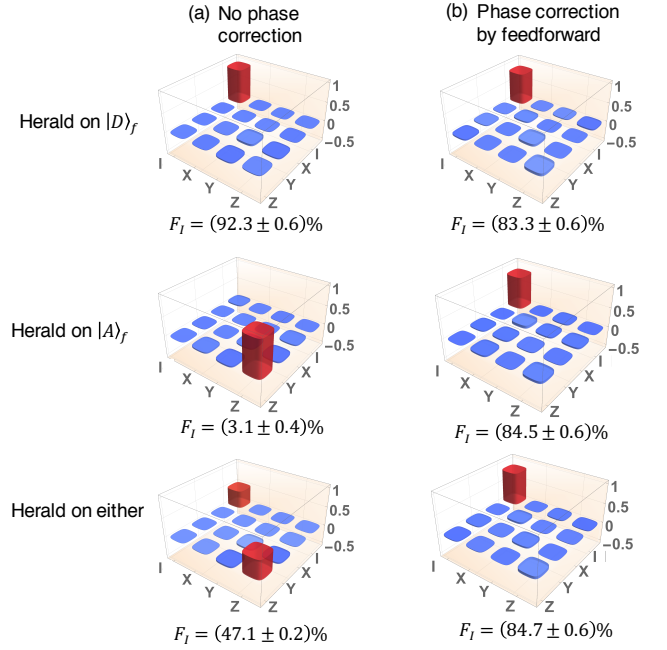 (a) No phase correction
(b) Phase correction by feedforward
Herald on |D⟩f
1
0.5
0
−0.5
I X Y Z
Z Y X I
F_I = (92.3 ± 0.6)%
1
0.5
0
−0.5
I X Y Z
Z Y X I
F_I = (83.3 ± 0.6)%
Herald on |A⟩f
1
0.5
0
−0.5
I X Y Z
Z Y X I
F_I = (3.1 ± 0.4)%
1
0.5
0
−0.5
I X Y Z
Z Y X I
F_I = (84.5 ± 0.6)%
Herald on either
1
0.5
0
−0.5
I X Y Z
Z Y X I
F_I = (47.1 ± 0.2)%
1
0.5
0
−0.5
I X Y Z
Z Y X I
F_I = (84.7 ± 0.6)%